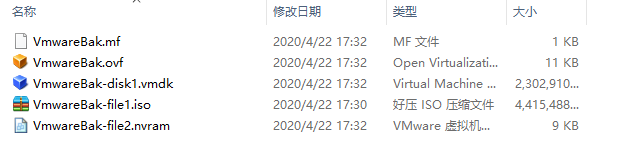 名称 修改日期 类型 大小
VmwareBak.mf 2020/4/22 17:32 MF 文件 1 KB
VmwareBak.ovf 2020/4/22 17:32 Open Virtualizati... 11 KB
VmwareBak-disk1.vmdk 2020/4/22 17:32 Virtual Machine ... 2,302,910...
VmwareBak-file1.iso 2020/4/22 17:30 好压 ISO 压缩文件 4,415,488...
VmwareBak-file2.nvram 2020/4/22 17:32 VMware 虚拟机... 9 KB